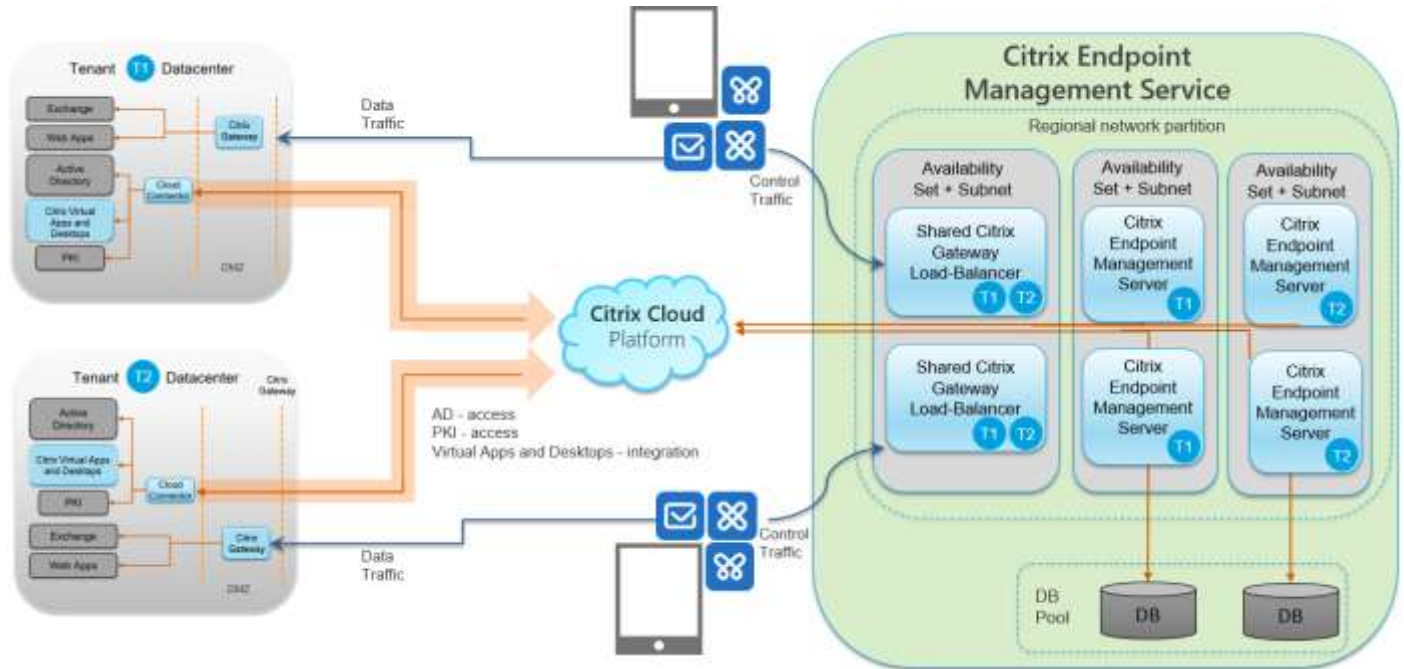 Tenant T1 Datacenter
Exchange
Web Apps
Active
Directory
Citrix Virtual
Apps and
Desktops
PKI
Cloud
Connector
Citrix
Gateway
DMZ
Data
Traffic
Control
Traffic
Tenant T2 Datacenter
Citrix
Gateway
Active
Directory
Citrix Virtual Apps
and Desktops
PKI
Exchange
Web Apps
Cloud
Connector
Citrix
Gateway
DMZ
Citrix Cloud
Platform
AD - access
PKI - access
Virtual Apps and Desktops - integration
Data
Traffic
Control
Traffic
Citrix Endpoint
Management Service
Regional network partition
Availability
Set + Subnet
Shared Citrix
Gateway
Load-Balancer
T1 T2
Shared Citrix
Gateway
Load-Balancer
T1 T2
Availability
Set + Subnet
Citrix
Endpoint
Management
Server
T1
Citrix
Endpoint
Management
Server
T1
Availability
Set + Subnet
Citrix
Endpoint
Management
Server
T2
Citrix
Endpoint
Management
Server
T2
DB
Pool
DB
DB